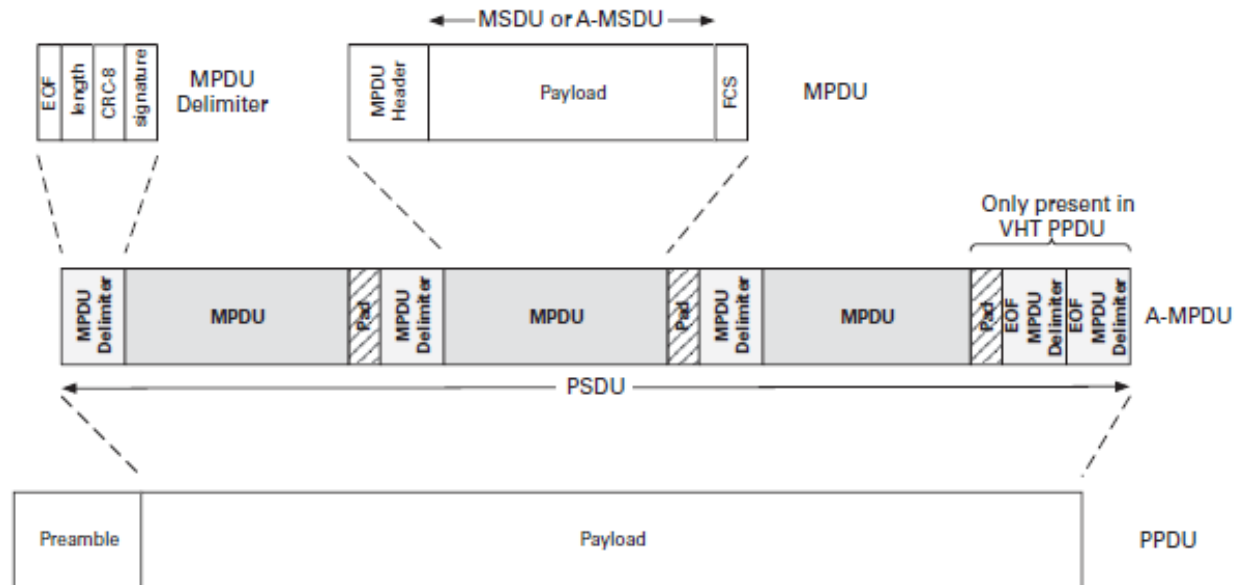 MSDU or A-MSDU
EOF
length
CRC-8
signature
MPDU
Delimiter
MPDU
Header
Payload
FCS
MPDU
Only present in
VHT PPDU
MPDU
Delimiter
MPDU
Pad
MPDU
Delimiter
MPDU
Pad
MPDU
Delimiter
MPDU
Pad
EOF
MPDU
Delimiter
EOF
MPDU
Delimiter
A-MPDU
PSDU
Preamble
Payload
PPDU